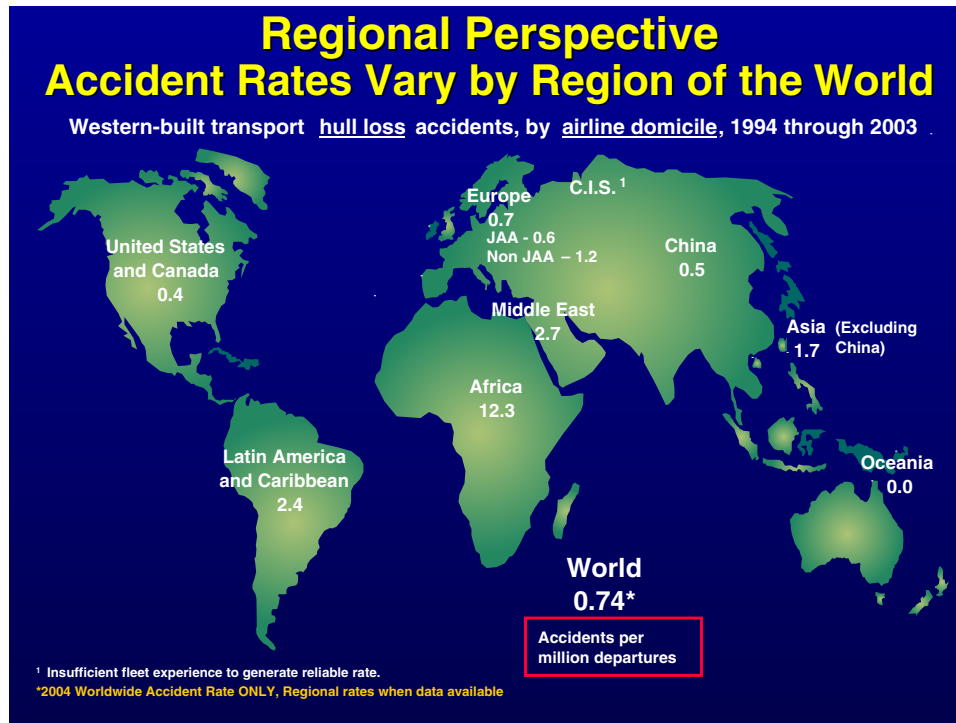 Regional Perspective
Accident Rates Vary by Region of the World
Western-built transport hull loss accidents, by airline domicile, 1994 through 2003
C.I.S. 1
Europe
0.7
JAA - 0.6
Non JAA – 1.2
United States
and Canada
0.4
China
0.5
Middle East
2.7
Asia (Excluding
1.7 China)
Africa
12.3
Latin America
and Caribbean
2.4
Oceania
0.0
World
0.74*
Accidents per
million departures
1 Insufficient fleet experience to generate reliable rate.
*2004 Worldwide Accident Rate ONLY, Regional rates when data available